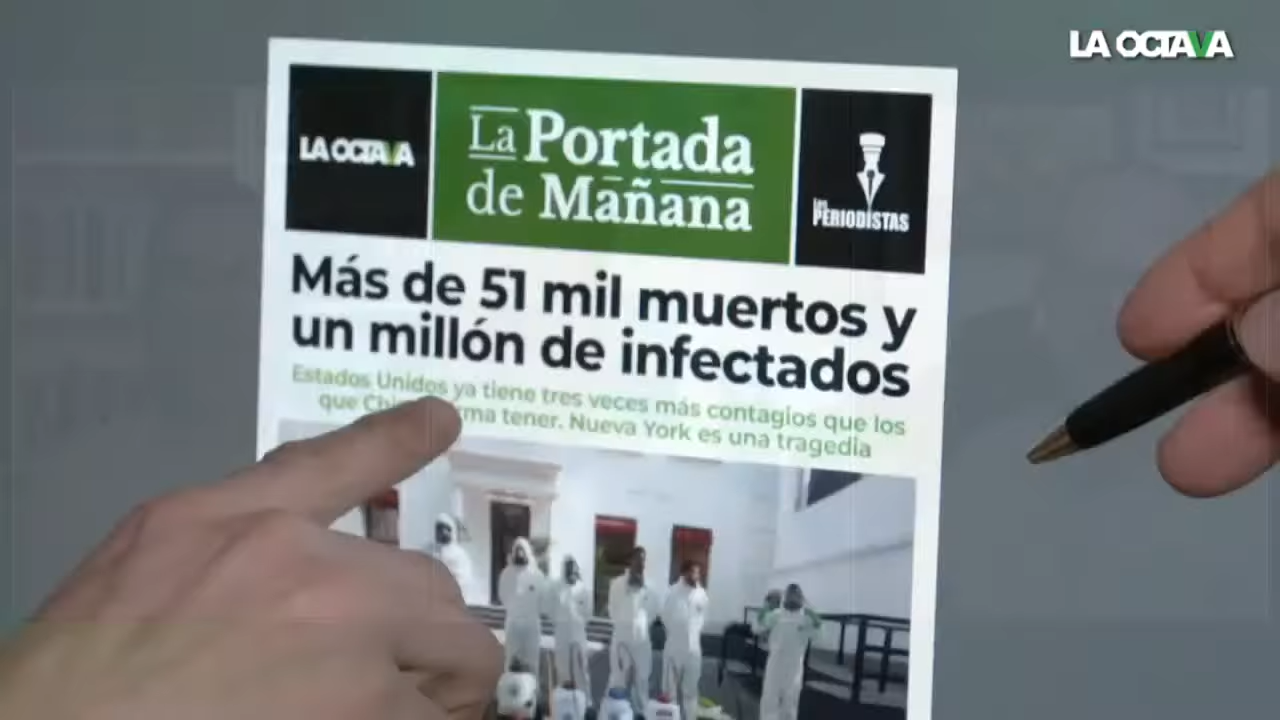 LA OCTAVA
LA OCTAVA
La Portada
de Mañana
Los
PERIODISTAS
Más de 51 mil muertos y
un millón de infectados
Estados Unidos ya tiene tres veces más contagios que los
que tener. Nueva York es una tragedia